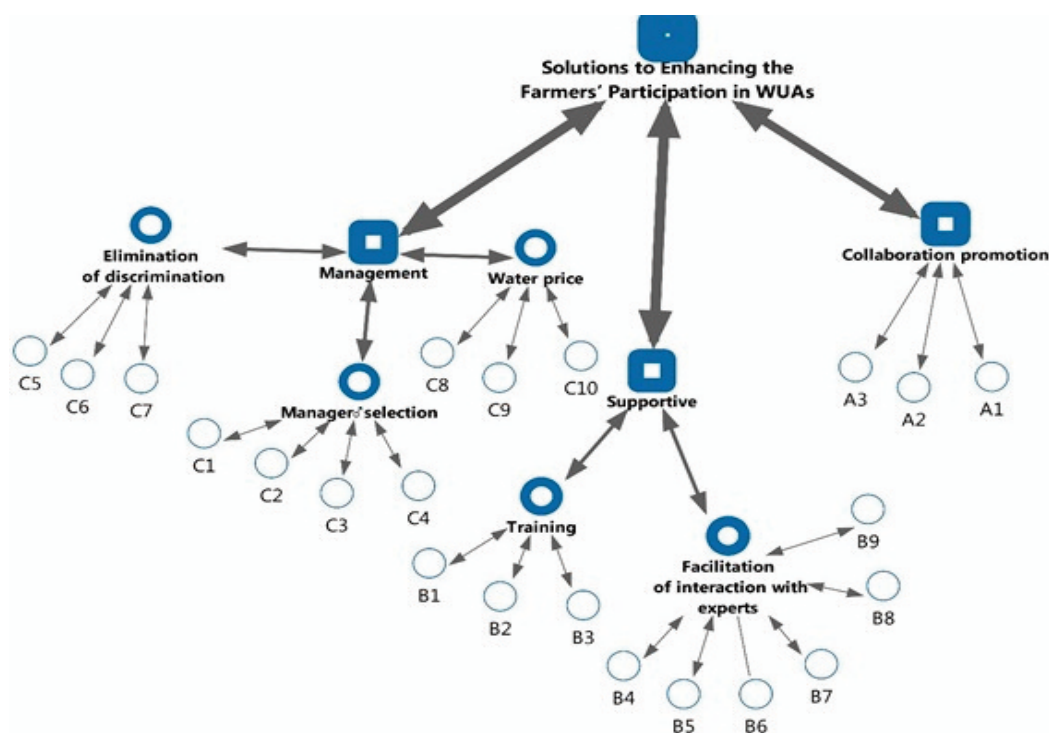 Solutions to Enhancing the
Farmers' Participation in WUAs
Elimination
of discrimination
Management
Water price
Collaboration promotion
C5
C6
C7
C8
C9
C10
A3
A2
A1
Managers' selection
Supportive
C1
C2
C3
C4
Training
Facilitation
of interaction with
experts
B1
B2
B3
B9
B8
B4
B5
B6
B7